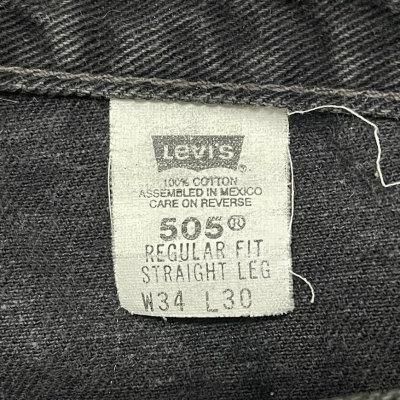 Levi's
100% COTTON
ASSEMBLED IN MEXICO
CARE ON REVERSE
505®
REGULAR FIT
STRAIGHT LEG
W34 L30